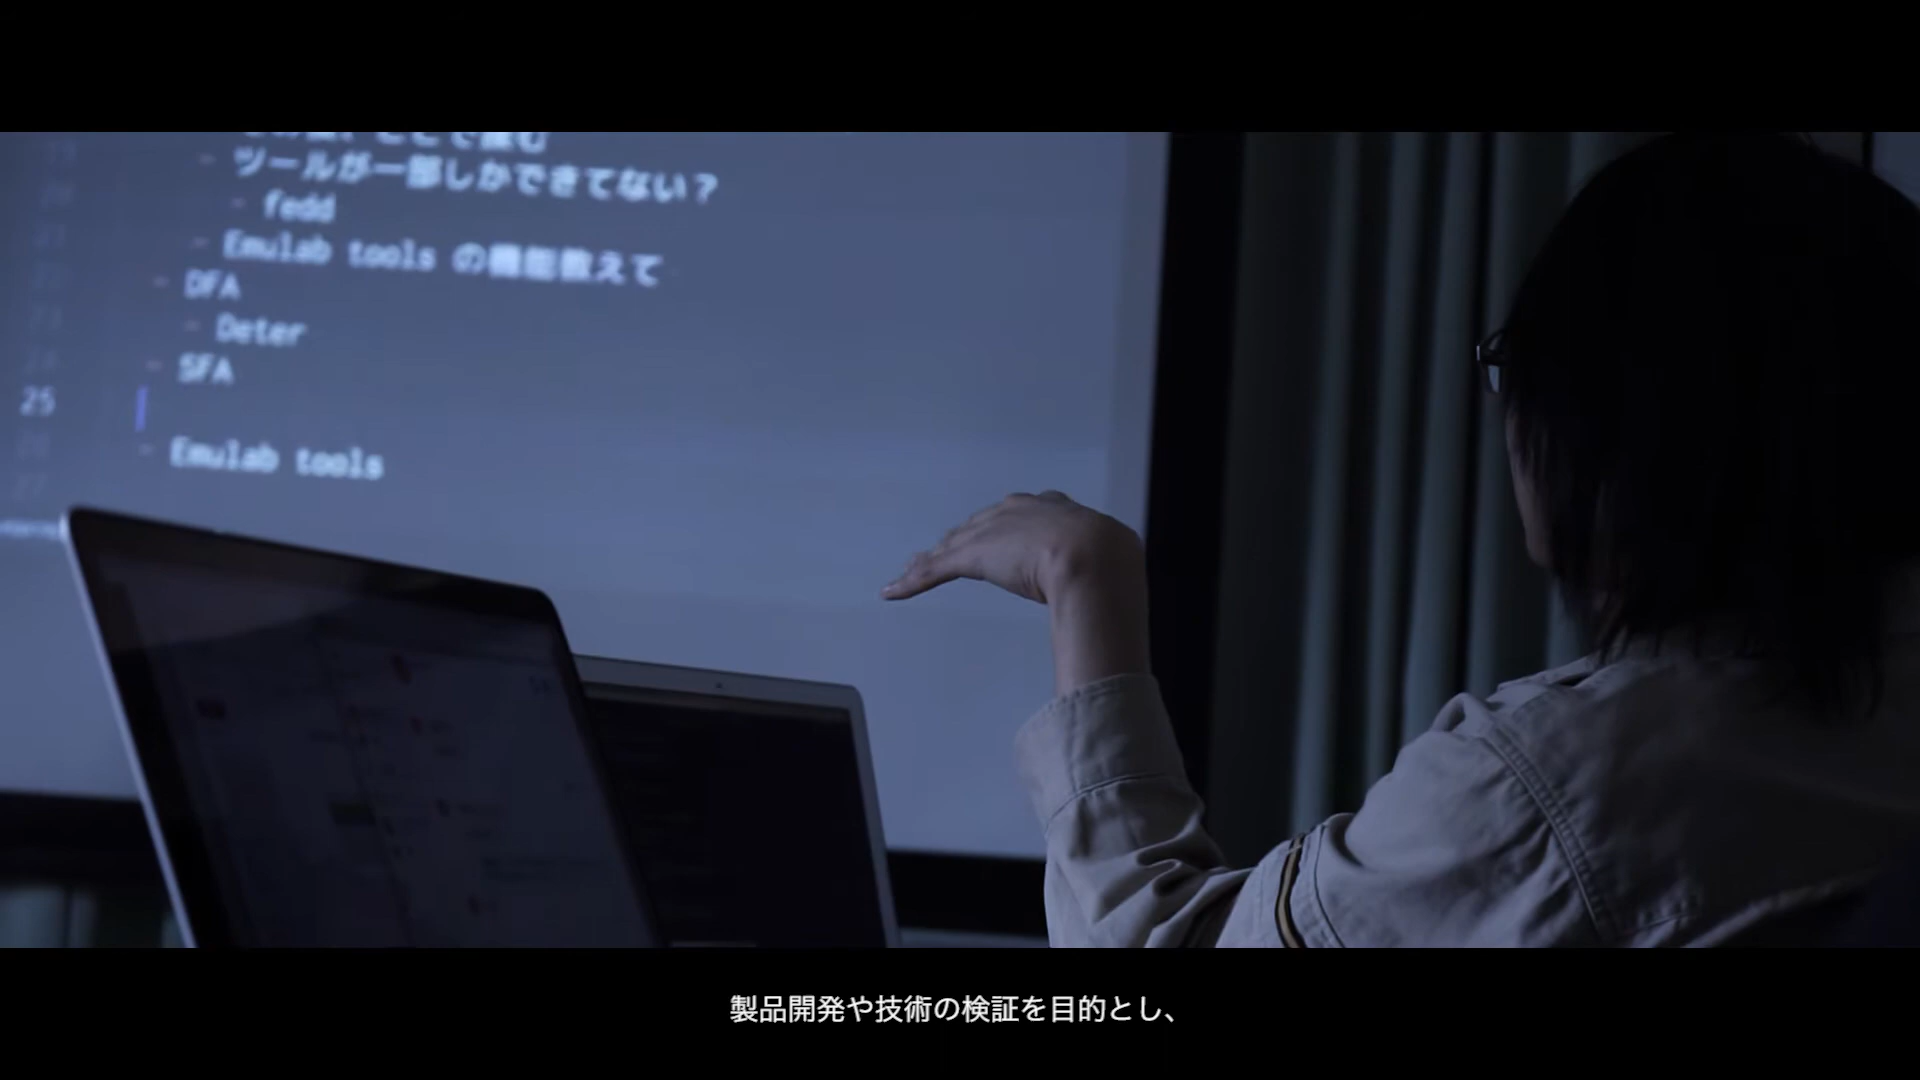 - ツールが一部しかできてない？
- fedd
- Emulab tools の機能教えて
- DFA
- Deter
- SFA
25
- Emulab tools
製品開発や技術の検証を目的とし、